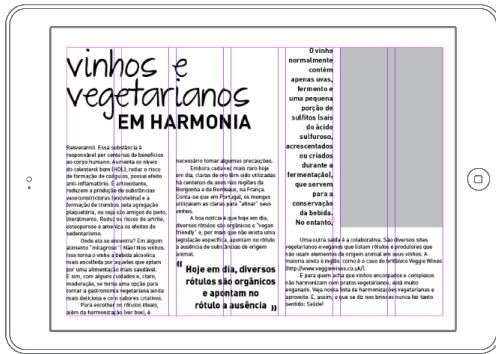 vinhos e
vegetarianos
EM HARMONIA
Resveratrol. Essa substância é
responsável por centenas de benefícios
ao corpo humano: Aumenta os níveis
do colesterol bom (HDL), reduz o risco
de formação de coágulos, possui efeito
anti-inflamatório. É antioxidante,
reduzem a produção de substâncias
vasoconstrictoras (endotelina) e a
formação de trombos pela agregação
plaquetária, ou seja são amigos do peito,
literalmente. Reduz os riscos de artrite,
osteoporose e ameniza os efeitos do
sedentarismo.
Onde ela se encontra? Em algum
alimento "milagroso"? Não! Nos vinhos.
Isso torna o vinho a bebida alcoólica
mais escolhida por aqueles que optam
por uma alimentação mais saudável.
E sim, com alguns cuidados e, claro,
moderação, se torna uma opção para
tornar a gastronomia vegetariana ainda
mais deliciosa e com sabores criativos.
Para escolher os rótulos ideais,
além da harmonização (ver box), é
necessário tomar algumas precauções.
Embora cada vez mais raro hoje
em dia, claras de ovo têm sido utilizadas
há centenas de anos nas regiões da
Borgonha e de Bordeaux, na França.
Conta-se que em Portugal, os monges
utilizavam as claras para "afinar" seus
vinhos.
A boa notícia é que hoje em dia,
diversos rótulos são orgânicos e "vegan
friendly" e, por mais que não exista uma
legislação específica, apontam no rótulo
a ausência de substâncias de origem
animal.
“ Hoje em dia, diversos
rótulos são orgânicos
e apontam no
rótulo a ausência ”
O vinho
normalmente
contém
apenas uvas,
fermento e
uma pequena
porção de
sulfitos (sais
do ácido
sulfuroso,
acrescentados
ou criados
durante a
fermentação),
que servem
para a
conservação
da bebida.
No entanto,
Uma outra saída é a colaborativa. São diversos sites
vegetarianos e veganos que listam rótulos e produtores que
não usam elementos de origem animal em seus vinhos. A
maioria ainda é inglês, como é o caso do britânico Veggie Wines
(http://www.veggiewines.co.uk/).
E para quem acha que vinhos encorpados e complexos
não harmonizam com pratos vegetarianos, está muito
enganado. Veja nossa lista de harmonizações vegetarianas e
aproveite. E, assim, o que se diz nos brindes nunca fez tanto
sentido: Saúde!